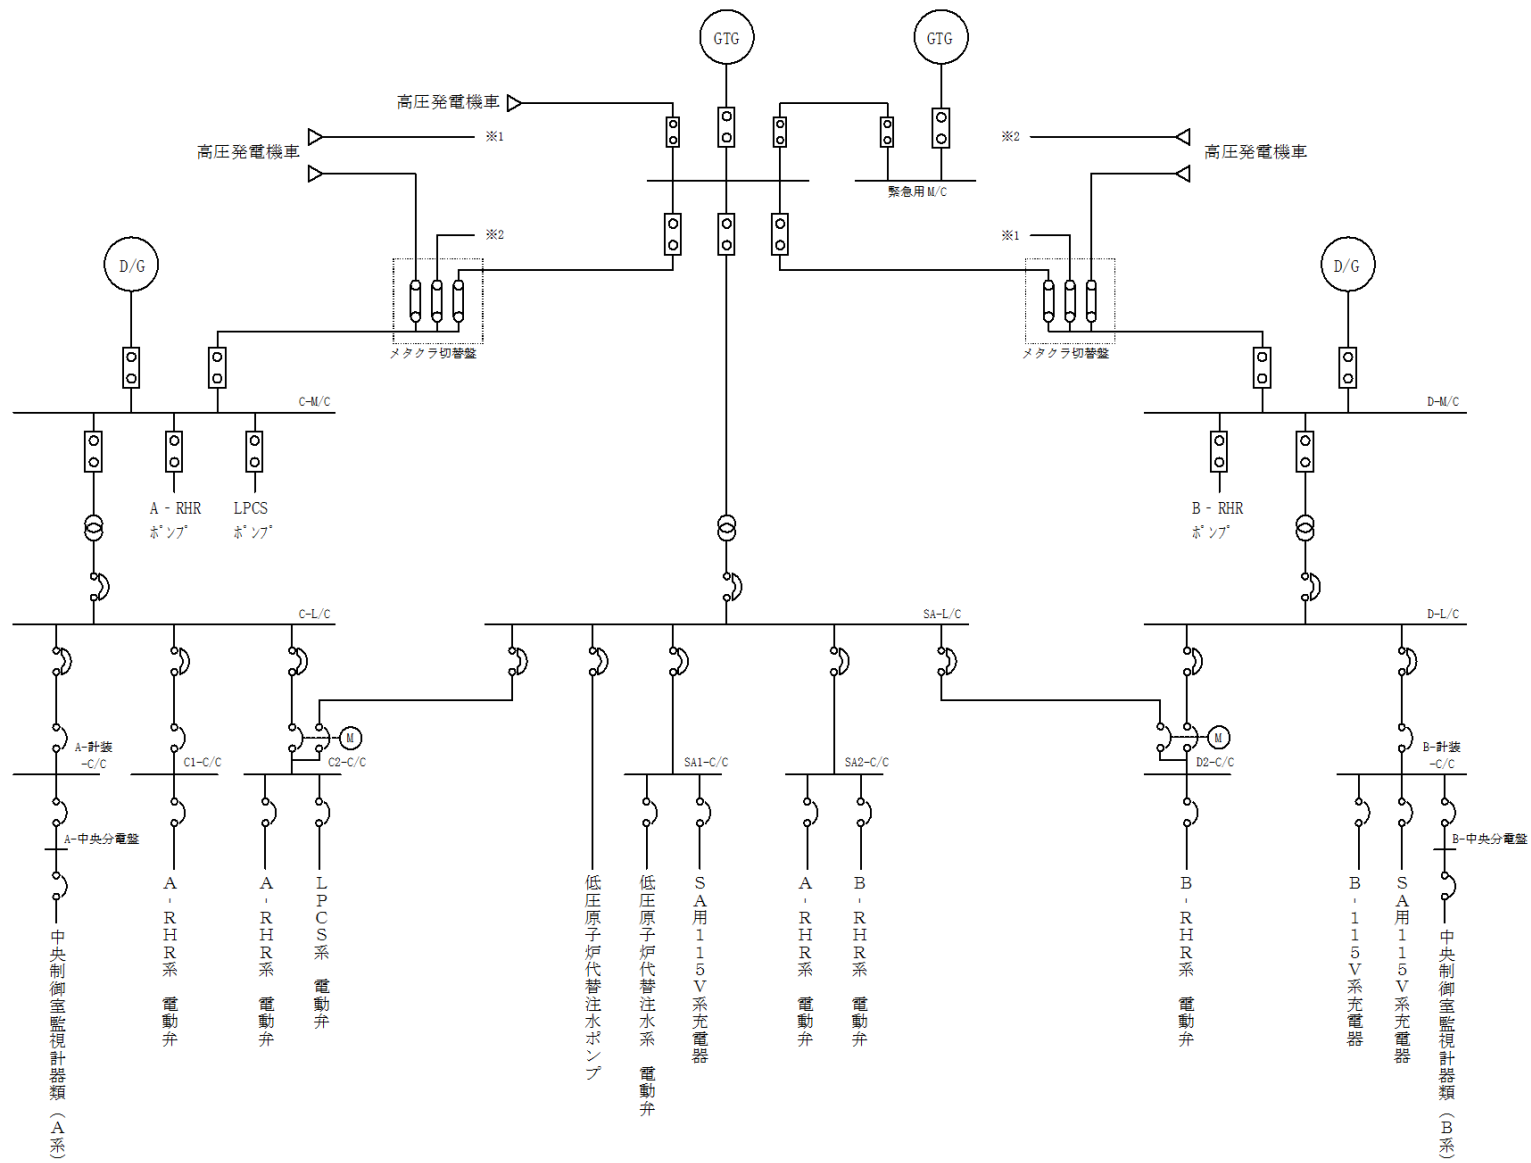 GTG
GTG
高圧発電機車
※1
※2
高圧発電機車
高圧発電機車
緊急用M/C
※2
※1
D/G
D/G
メタクラ切替盤
メタクラ切替盤
C-M/C
D-M/C
A - RHR
ﾎﾟﾝﾌﾟ
LPCS
ﾎﾟﾝﾌﾟ
B - RHR
ﾎﾟﾝﾌﾟ
C-L/C
SA-L/C
D-L/C
M
M
A-計装
-C/C
C1-C/C
C2-C/C
SA1-C/C
SA2-C/C
D2-C/C
B-計装
-C/C
A-中央分電盤
B-中央分電盤
中央制御室監視計器類（A系）
A-RHR系 電動弁
A-RHR系 電動弁
LPCS系 電動弁
低圧原子炉代替注水ポンプ
低圧原子炉代替注水系 電動弁
SA用115V系充電器
A-RHR系 電動弁
B-RHR系 電動弁
B-RHR系 電動弁
B-115V系充電器
SA用115V系充電器
中央制御室監視計器類（B系）